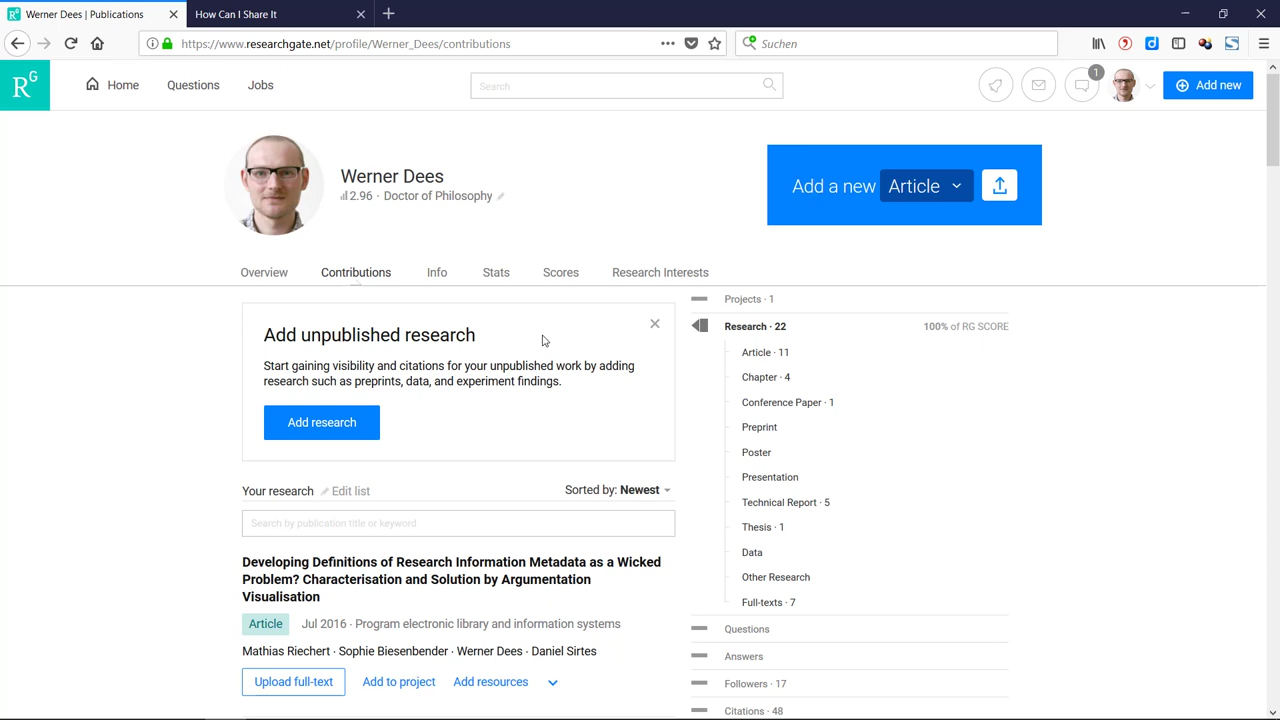 Werner Dees | Publications
How Can I Share It
https://www.researchgate.net/profile/Werner_Dees/contributions
Suchen
RG
Home
Questions
Jobs
Search
1
Add new
Werner Dees
2.96 · Doctor of Philosophy
Add a new Article
Overview
Contributions
Info
Stats
Scores
Research Interests
Add unpublished research
Start gaining visibility and citations for your unpublished work by adding
research such as preprints, data, and experiment findings.
Add research
Your research
Edit list
Sorted by: Newest
Search by publication title or keyword
Developing Definitions of Research Information Metadata as a Wicked
Problem? Characterisation and Solution by Argumentation
Visualisation
Article
Jul 2016 · Program electronic library and information systems
Mathias Riechert · Sophie Biesenbender · Werner Dees · Daniel Sirtes
Upload full-text
Add to project
Add resources
Projects · 1
Research · 22
100% of RG SCORE
Article · 11
Chapter · 4
Conference Paper · 1
Preprint
Poster
Presentation
Technical Report · 5
Thesis · 1
Data
Other Research
Full-texts · 7
Questions
Answers
Followers · 17
Citations · 48